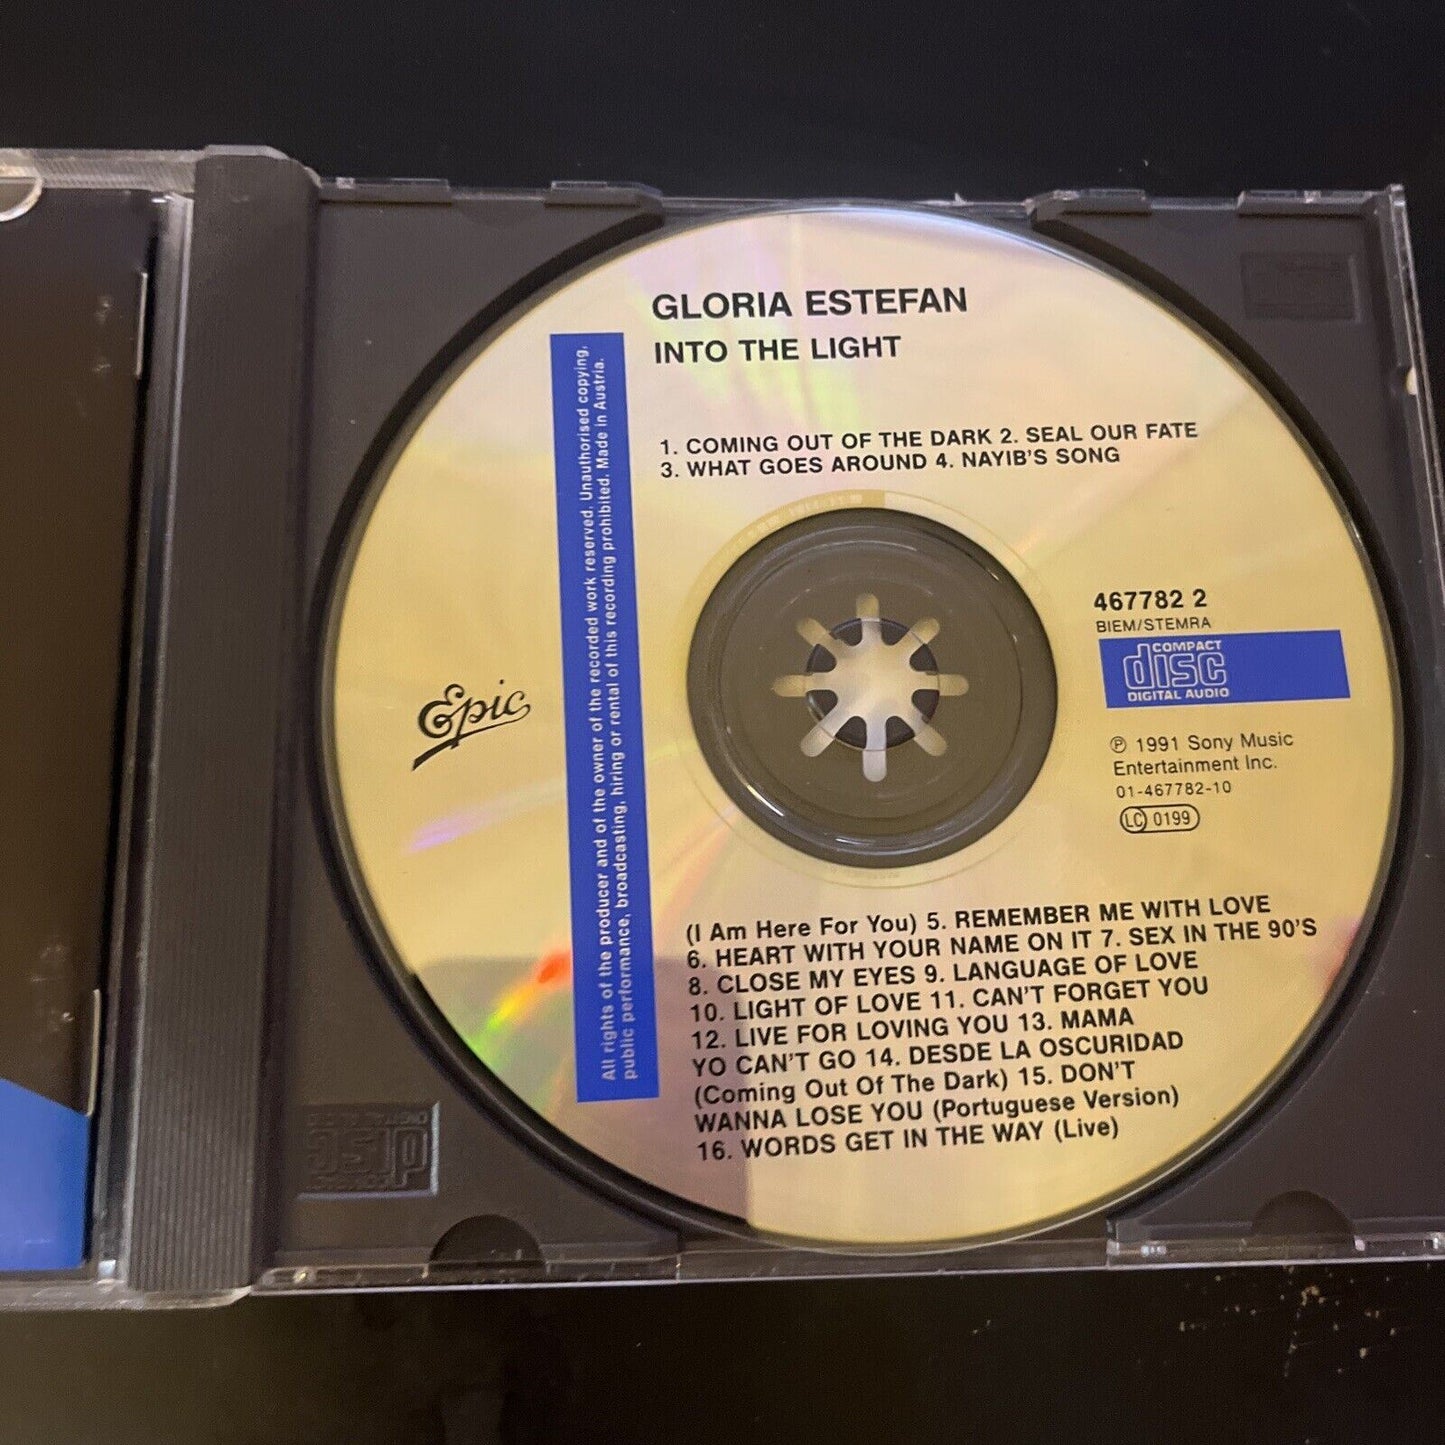 GLORIA ESTEFAN
INTO THE LIGHT
1. COMING OUT OF THE DARK 2. SEAL OUR FATE
3. WHAT GOES AROUND 4. NAYIB'S SONG
All rights of the producer and of the owner of the recorded work reserved. Unauthorised copying,
public performance, broadcasting, hiring or rental of this recording prohibited. Made in Austria.
Epic
467782 2
BIEM/STEMRA
COMPACT
disc
DIGITAL AUDIO
℗ 1991 Sony Music
Entertainment Inc.
01-467782-10
LC 0199
(I Am Here For You) 5. REMEMBER ME WITH LOVE
6. HEART WITH YOUR NAME ON IT 7. SEX IN THE 90'S
8. CLOSE MY EYES 9. LANGUAGE OF LOVE
10. LIGHT OF LOVE 11. CAN'T FORGET YOU
12. LIVE FOR LOVING YOU 13. MAMA
YO CAN'T GO 14. DESDE LA OSCURIDAD
(Coming Out Of The Dark) 15. DON'T
WANNA LOSE YOU (Portuguese Version)
16. WORDS GET IN THE WAY (Live)